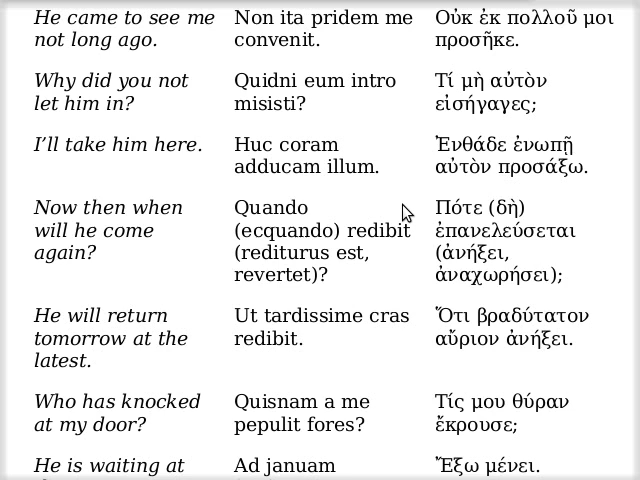 He came to see me
not long ago.
Non ita pridem me
convenit.
Οὐκ ἐκ πολλοῦ μοι
προσῆκε.
Why did you not
let him in?
Quidni eum intro
misisti?
Τί μὴ αὐτὸν
εἰσήγαγες;
I’ll take him here.
Huc coram
adducam illum.
Ἐνθάδε ἐνωπῇ
αὐτὸν προσάξω.
Now then when
will he come
again?
Quando
(ecquando) redibit
(rediturus est,
revertet)?
Πότε (δὴ)
ἐπανελεύσεται
(ἀνήξει,
ἀναχωρήσει);
He will return
tomorrow at the
latest.
Ut tardissime cras
redibit.
Ὅτι βραδύτατον
αὔριον ἀνήξει.
Who has knocked
at my door?
Quisnam a me
pepulit fores?
Τίς μου θύραν
ἔκρουσε;
He is waiting at
Ad januam
Ἔξω μένει.